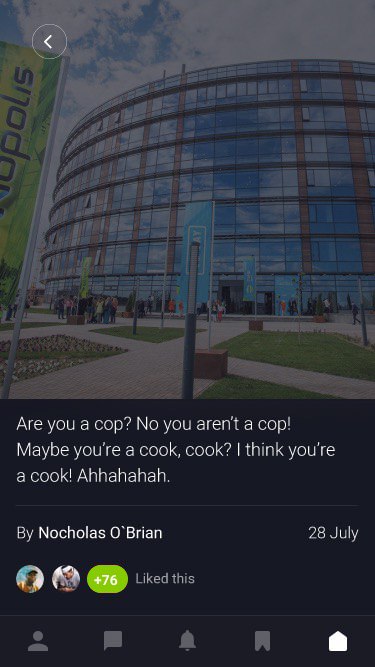 nopolis
Are you a cop? No you aren’t a cop!
Maybe you’re a cook, cook? I think you’re
a cook! Ahhahahah.
By Nocholas O`Brian
28 July
+76
Liked this